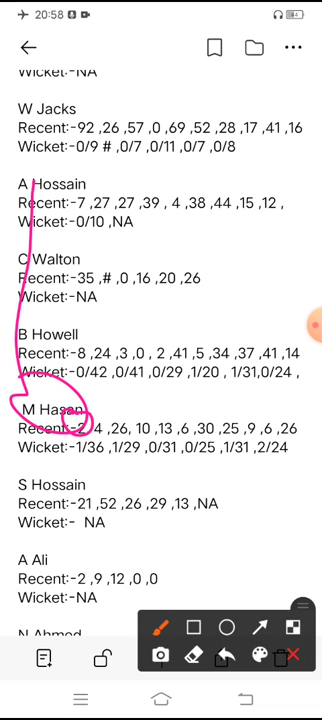 20:58
Wicket:-NA
W Jacks
Recent:-92 ,26 ,57 ,0 ,69 ,52 ,28 ,17 ,41 ,16
Wicket:-0/9 # ,0/7 ,0/11 ,0/7 ,0/8
A Hossain
Recent:-7 ,27 ,27 ,39 , 4 ,38 ,44 ,15 ,12 ,
Wicket:-0/10 ,NA
C Walton
Recent:-35 ,# ,0 ,16 ,20 ,26
Wicket:-NA
B Howell
Recent:-8 ,24 ,3 ,0 , 2 ,41 ,5 ,34 ,37 ,41 ,14
Wicket:-0/42 ,0/41 ,0/29 ,1/20 , 1/31,0/24 ,
M Hasan
Recent:-2, 4 ,26, 10 ,13 ,6 ,30 ,25 ,9 ,6 ,26
Wicket:-1/36 ,1/29 ,0/31 ,0/25 ,1/31 ,2/24
S Hossain
Recent:-21 ,52 ,26 ,29 ,13 ,NA
Wicket:- NA
A Ali
Recent:-2 ,9 ,12 ,0 ,0
Wicket:-NA
N Ahmed